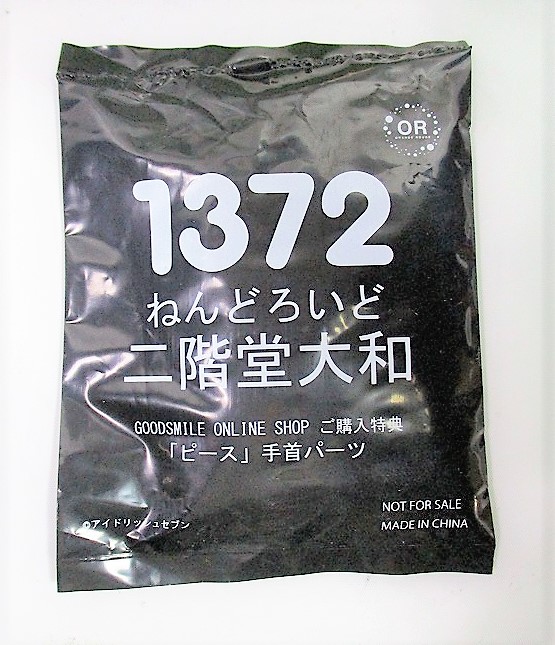 OR
1372
ねんどろいど
二階堂大和
GOODSMILE ONLINE SHOP ご購入特典
「ピース」手首パーツ
NOT FOR SALE
©アイドリッシュセブン
MADE IN CHINA